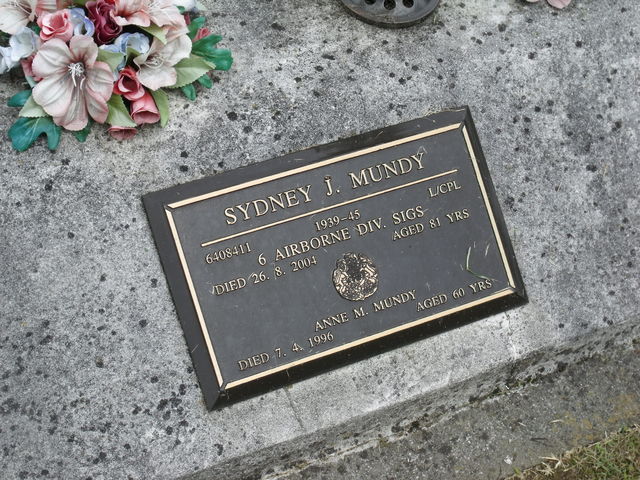 SYDNEY J. MUNDY
1939-45
6408411 L/CPL
6 AIRBORNE DIV. SIGS
DIED 26. 8. 2004 AGED 81 YRS
ANNE M. MUNDY
DIED 7. 4. 1996 AGED 60 YRS